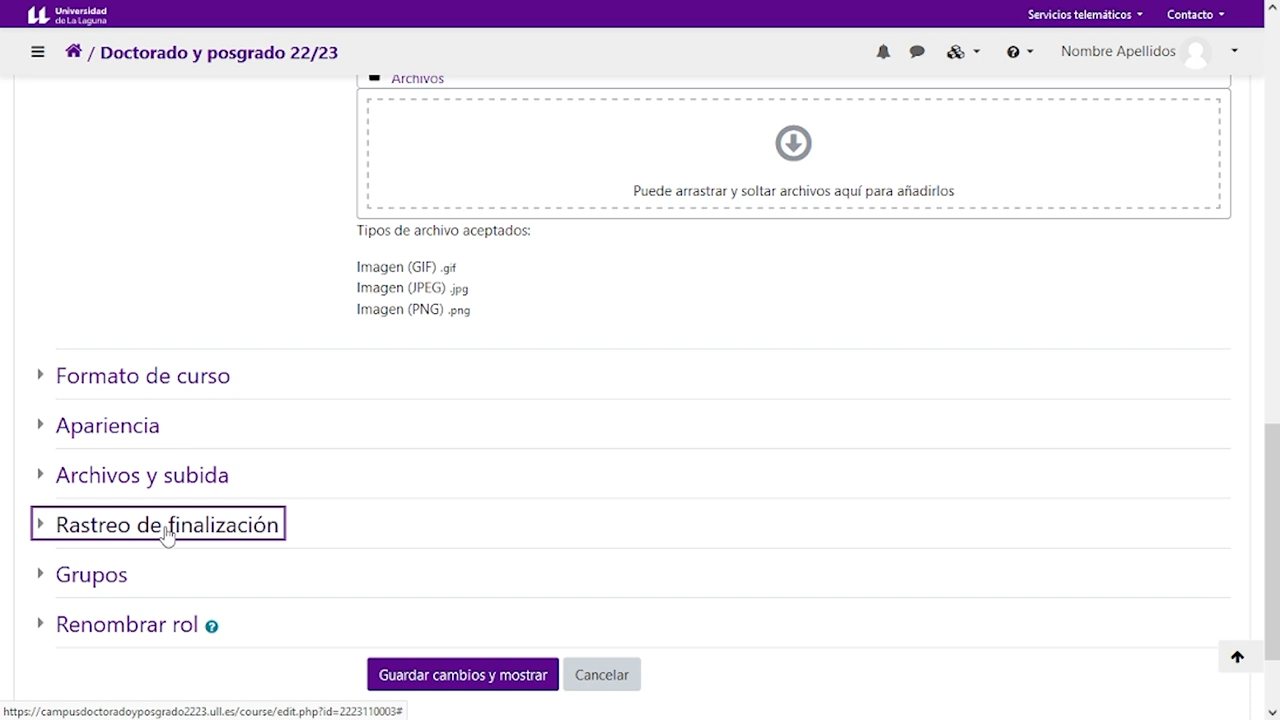 Universidad
de La Laguna
Servicios telemáticos
Contacto
/ Doctorado y posgrado 22/23
Nombre Apellidos
Archivos
Puede arrastrar y soltar archivos aquí para añadirlos
Tipos de archivo aceptados:
Imagen (GIF) .gif
Imagen (JPEG) .jpg
Imagen (PNG) .png
Formato de curso
Apariencia
Archivos y subida
Rastreo de finalización
Grupos
Renombrar rol ?
Guardar cambios y mostrar
Cancelar
https://campusdoctoradoyposgrado2223.ull.es/course/edit.php?id=2223110003#